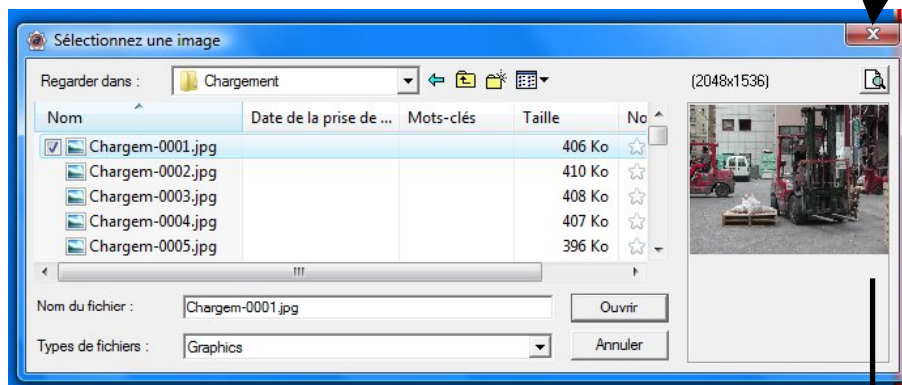 Sélectionnez une image
Regarder dans : Chargement (2048x1536)
Nom Date de la prise de ... Mots-clés Taille No
Chargem-0001.jpg 406 Ko
Chargem-0002.jpg 410 Ko
Chargem-0003.jpg 408 Ko
Chargem-0004.jpg 407 Ko
Chargem-0005.jpg 396 Ko
Nom du fichier : Chargem-0001.jpg Ouvrir
Types de fichiers : Graphics Annuler